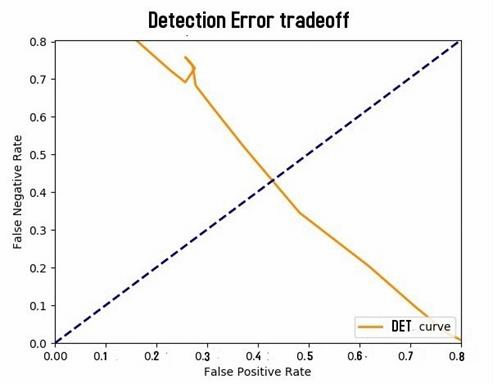 Detection Error tradeoff
0.8
0.7
0.6
0.5
0.4
0.3
0.2
0.1
0.0
False Negative Rate
0.00 0.1 0.2 0.3 0.4 0.5 0.6 0.7 0.8
False Positive Rate
DET curve